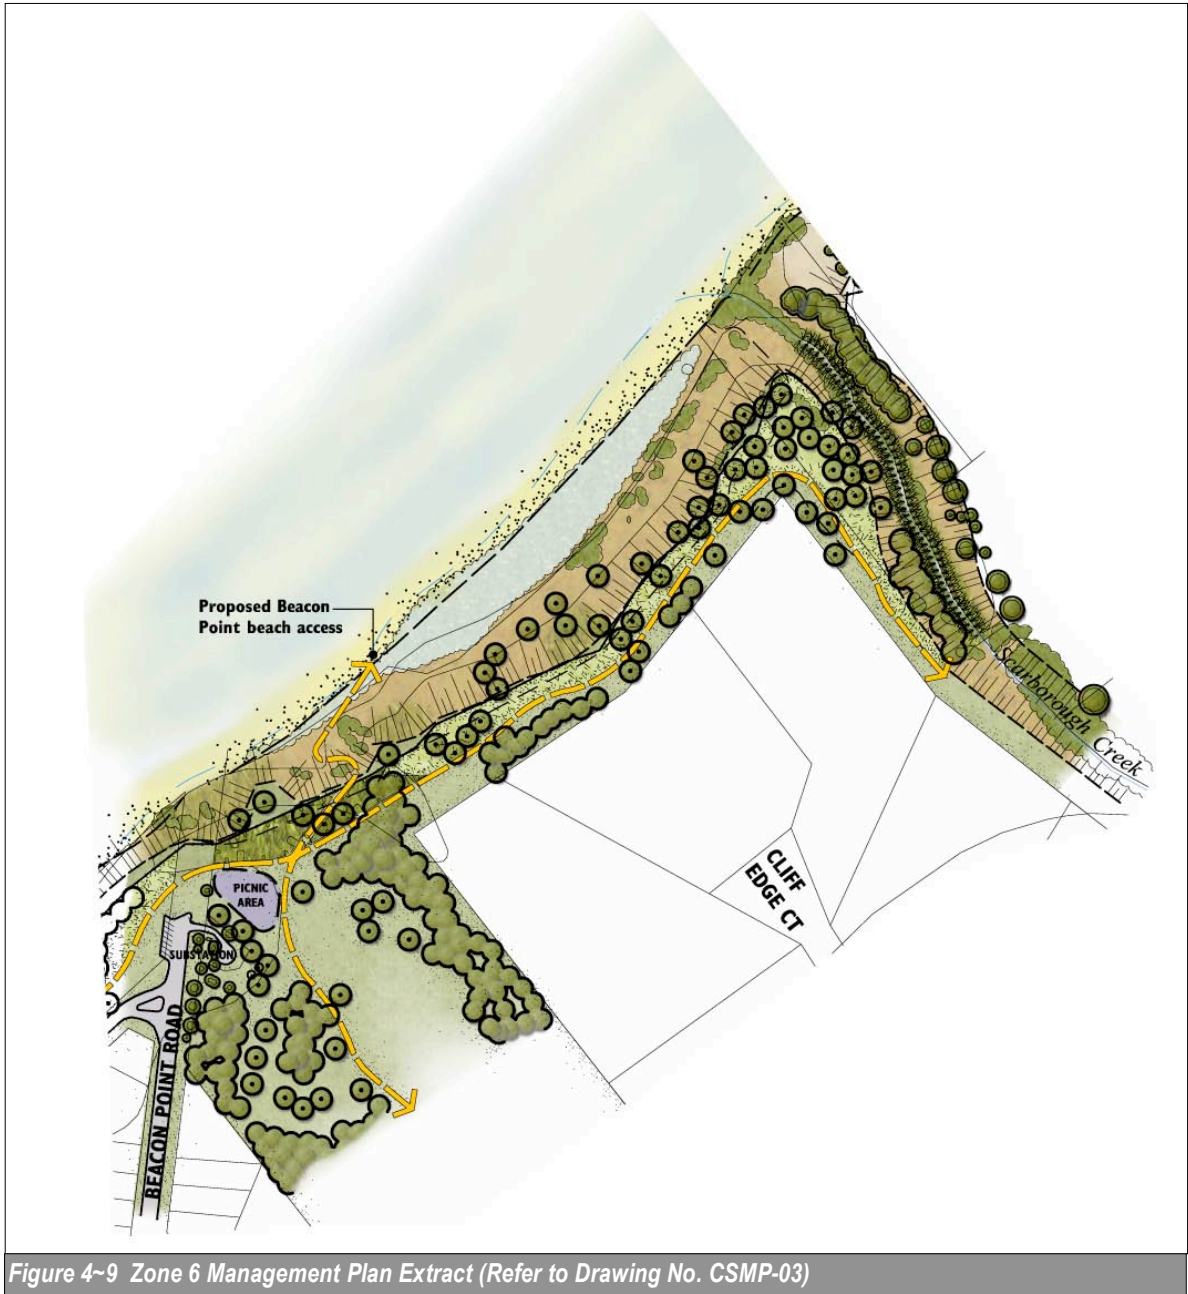 Proposed Beacon
Point beach access
Scarborough Creek
PICNIC
AREA
CLIFF
EDGE CT
SUBSTATION
BEACON POINT ROAD
Figure 4~9 Zone 6 Management Plan Extract (Refer to Drawing No. CSMP-03)